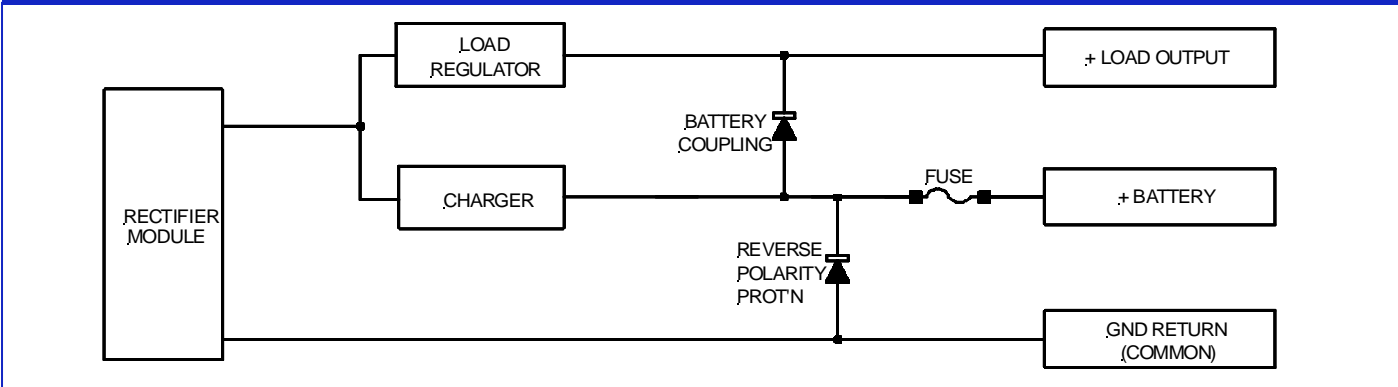 LOAD
REGULATOR
+ LOAD OUTPUT
BATTERY
COUPLING
FUSE
CHARGER
+ BATTERY
RECTIFIER
MODULE
REVERSE
POLARITY
PROT'N
GND RETURN
(COMMON)